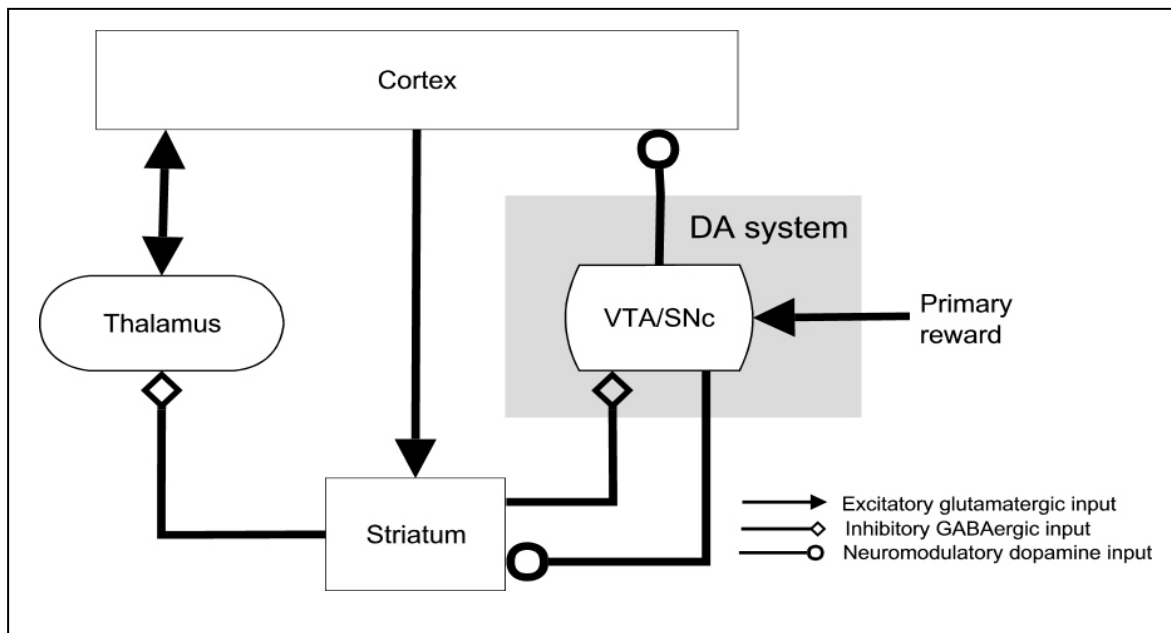 Cortex
DA system
Thalamus
VTA/SNc
Primary
reward
Striatum
Excitatory glutamatergic input
Inhibitory GABAergic input
Neuromodulatory dopamine input